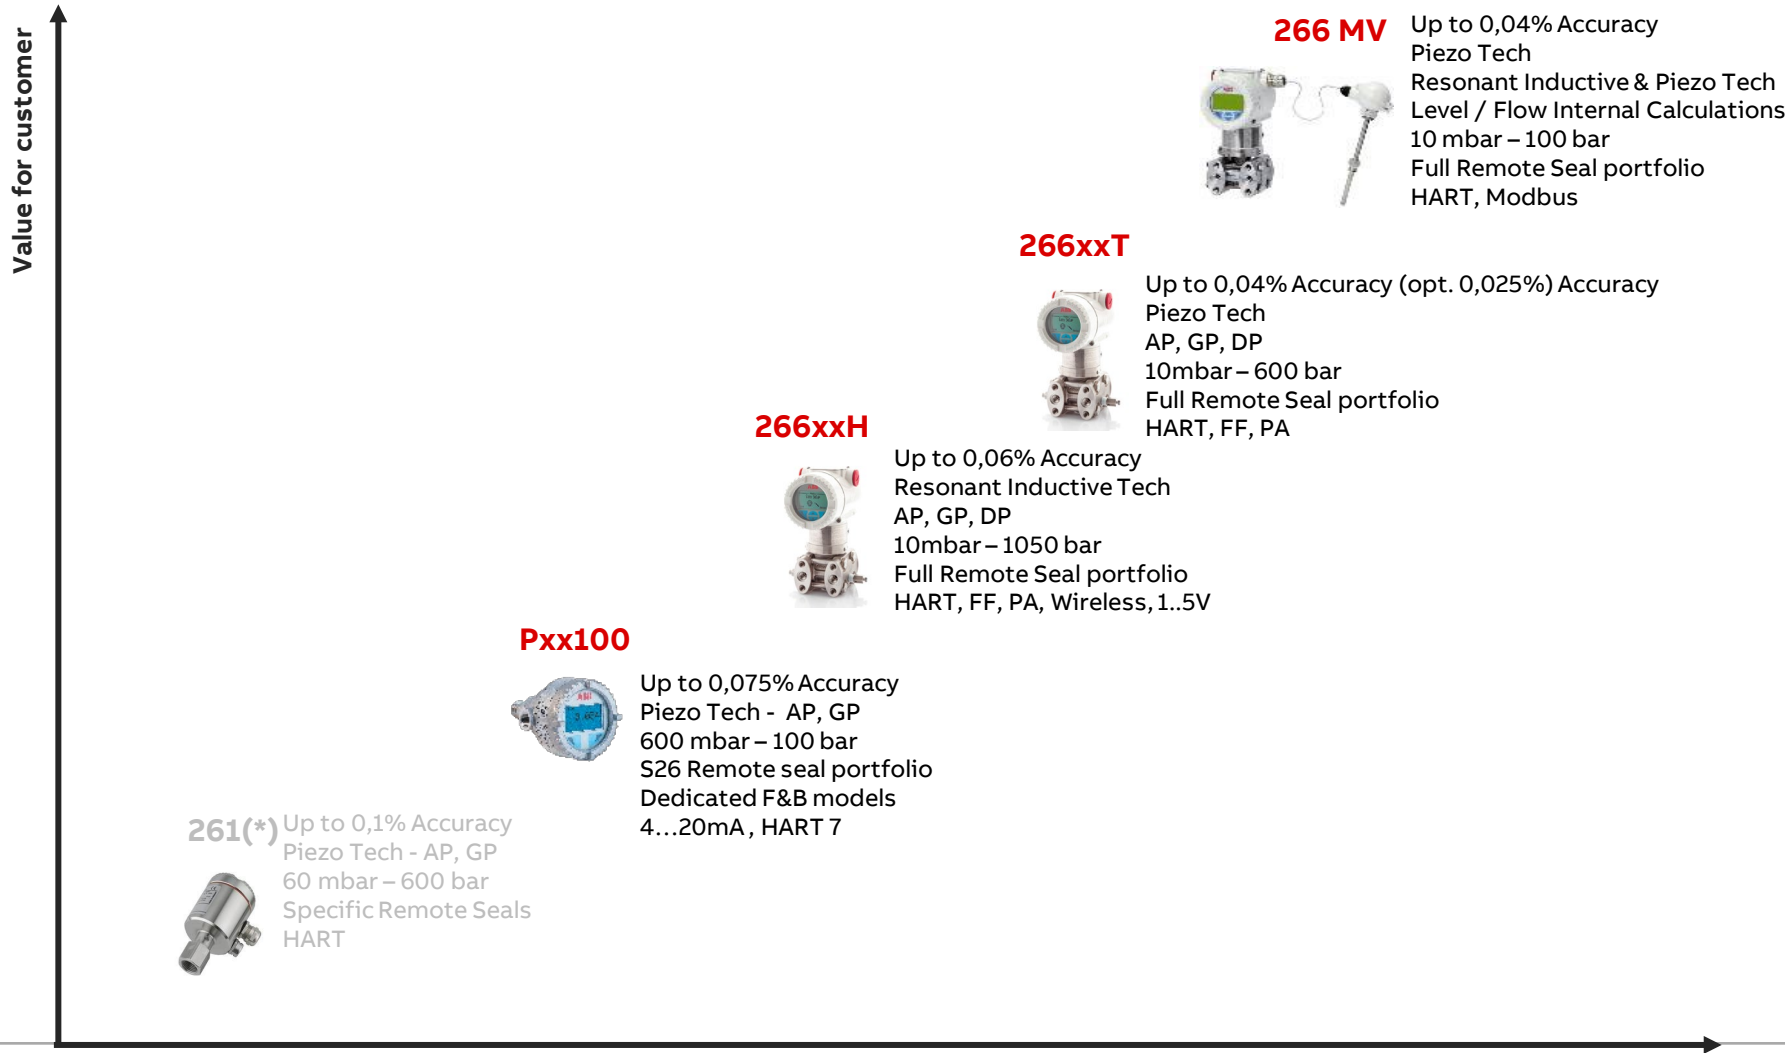 Value for customer
266 MV
Up to 0,04% Accuracy
Piezo Tech
Resonant Inductive & Piezo Tech
Level / Flow Internal Calculations
10 mbar – 100 bar
Full Remote Seal portfolio
HART, Modbus
266xxT
Up to 0,04% Accuracy (opt. 0,025%) Accuracy
Piezo Tech
AP, GP, DP
10mbar – 600 bar
Full Remote Seal portfolio
HART, FF, PA
266xxH
Up to 0,06% Accuracy
Resonant Inductive Tech
AP, GP, DP
10mbar – 1050 bar
Full Remote Seal portfolio
HART, FF, PA, Wireless, 1..5V
Pxx100
Up to 0,075% Accuracy
Piezo Tech - AP, GP
600 mbar – 100 bar
S26 Remote seal portfolio
Dedicated F&B models
4…20mA , HART 7
261(*)
Up to 0,1% Accuracy
Piezo Tech - AP, GP
60 mbar – 600 bar
Specific Remote Seals
HART